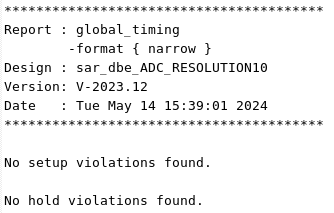 ****************************************
Report : global_timing
        -format { narrow }
Design : sar_dbe_ADC_RESOLUTION10
Version: V-2023.12
Date   : Tue May 14 15:39:01 2024
****************************************

No setup violations found.

No hold violations found.